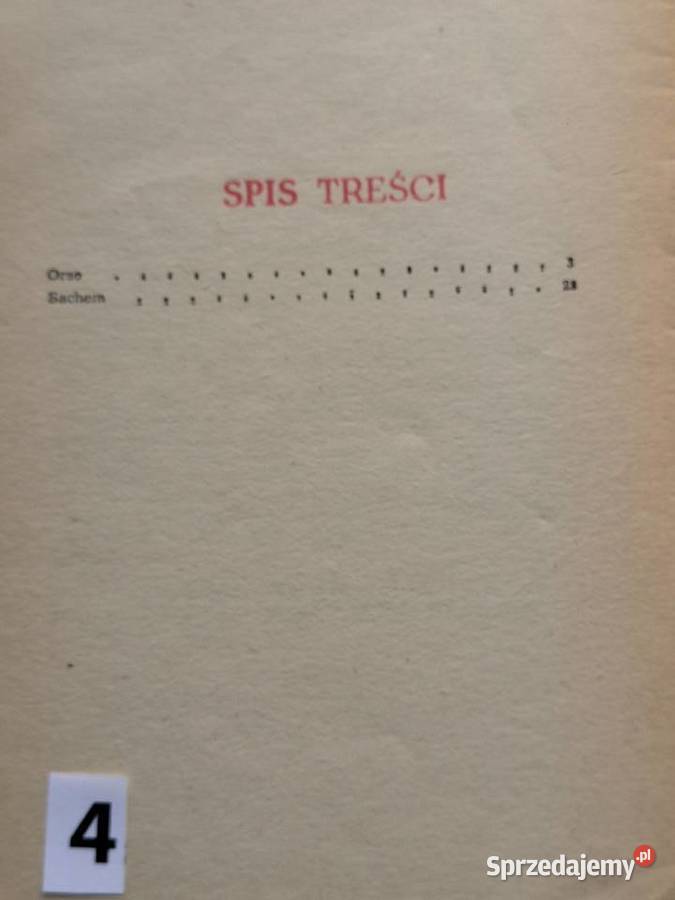 SPIS TREŚCI
Orso . . . . . . . . . . . . . . . . . 3
Sachem . . . . . . . . . . . . . . . . 23
4
Sprzedajemy.pl